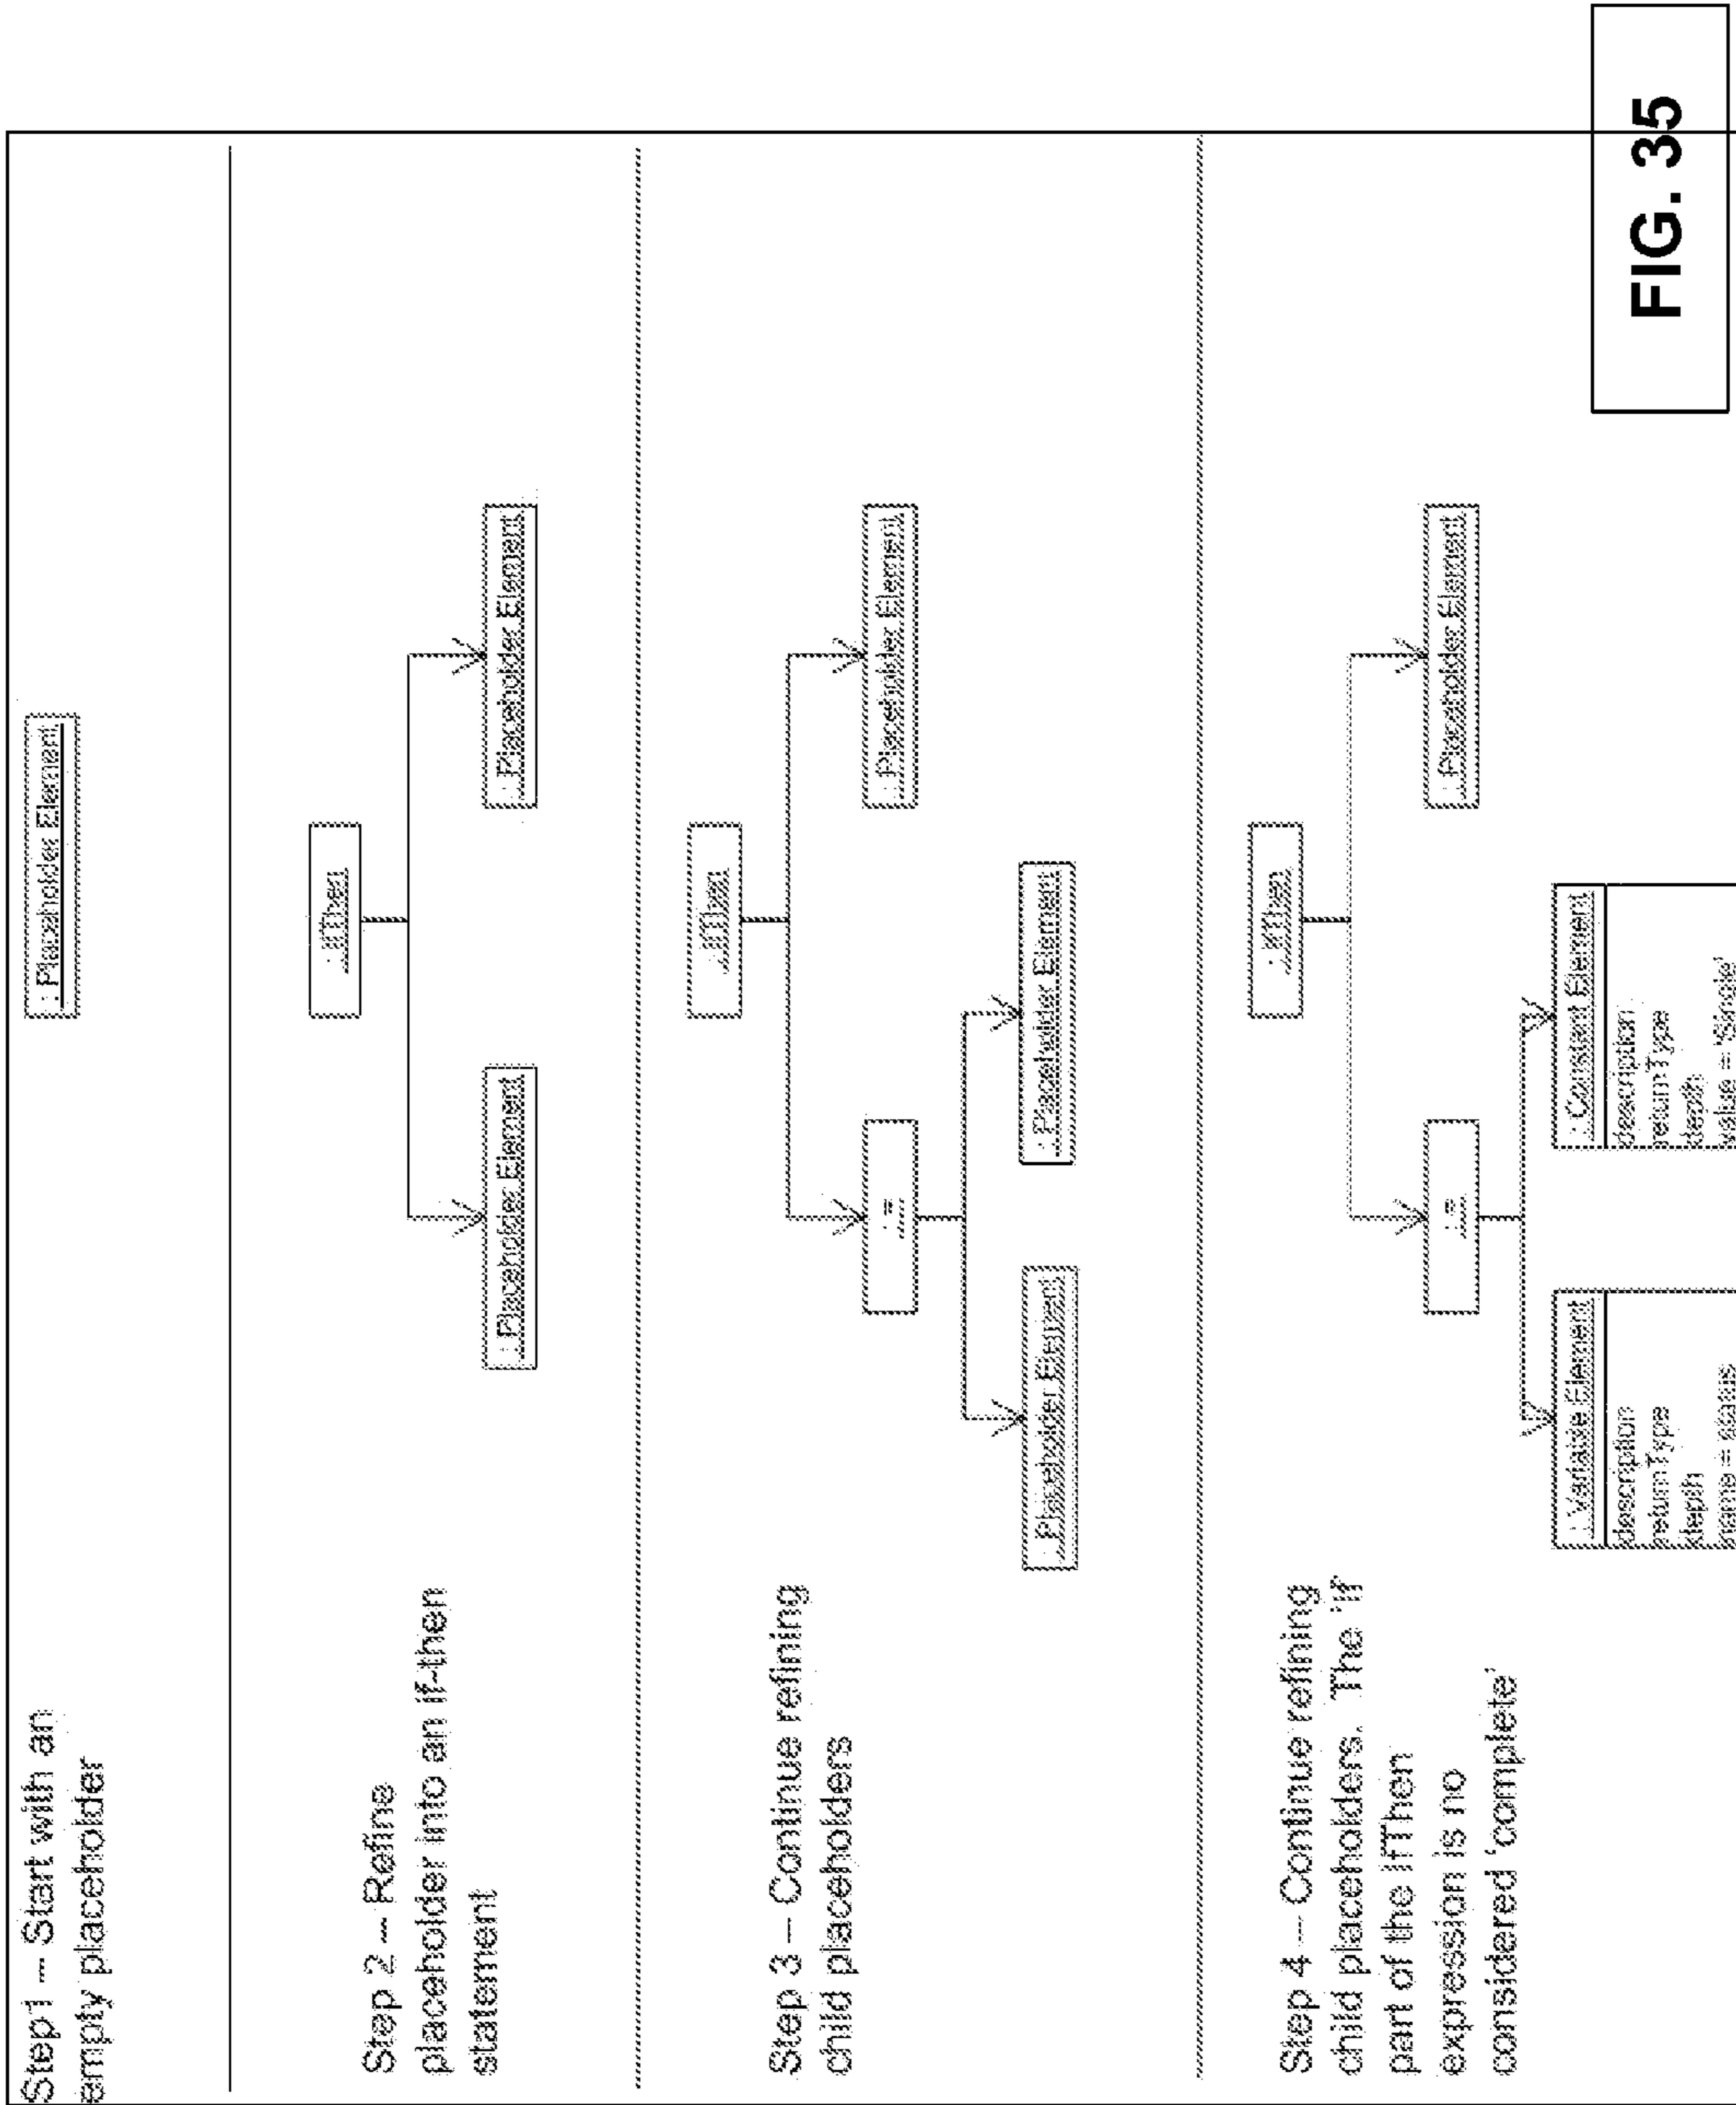 Step1 – Start with an
empty placeholder
: Placeholder Element
Step 2 – Refine
placeholder into an if-then
statement
: IfThen
: Placeholder Element
: Placeholder Element
Step 3 – Continue refining
child placeholders
: IfThen
: =
: Placeholder Element
: Placeholder Element
: Placeholder Element
Step 4 – Continue refining
child placeholders. The 'If'
part of the IfThen
expression is no
considered 'complete'
: IfThen
: =
: Placeholder Element
: Variable Element
description
returnType
depth
name = status
: Constant Element
description
returnType
depth
value = 'Single'
FIG. 35